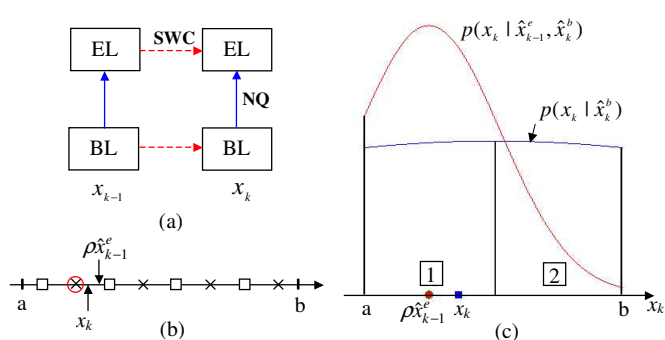 (a)
EL
SWC
EL
NQ
BL
BL
x_{k-1}
x_k
(a)
ρx̂^e_{k-1}
a
b
x_k
(b)
p(x_k | x̂^e_{k-1}, x̂^b_k)
p(x_k | x̂^b_k)
1
2
a
ρx̂^e_{k-1}
x_k
b
x_k
(c)